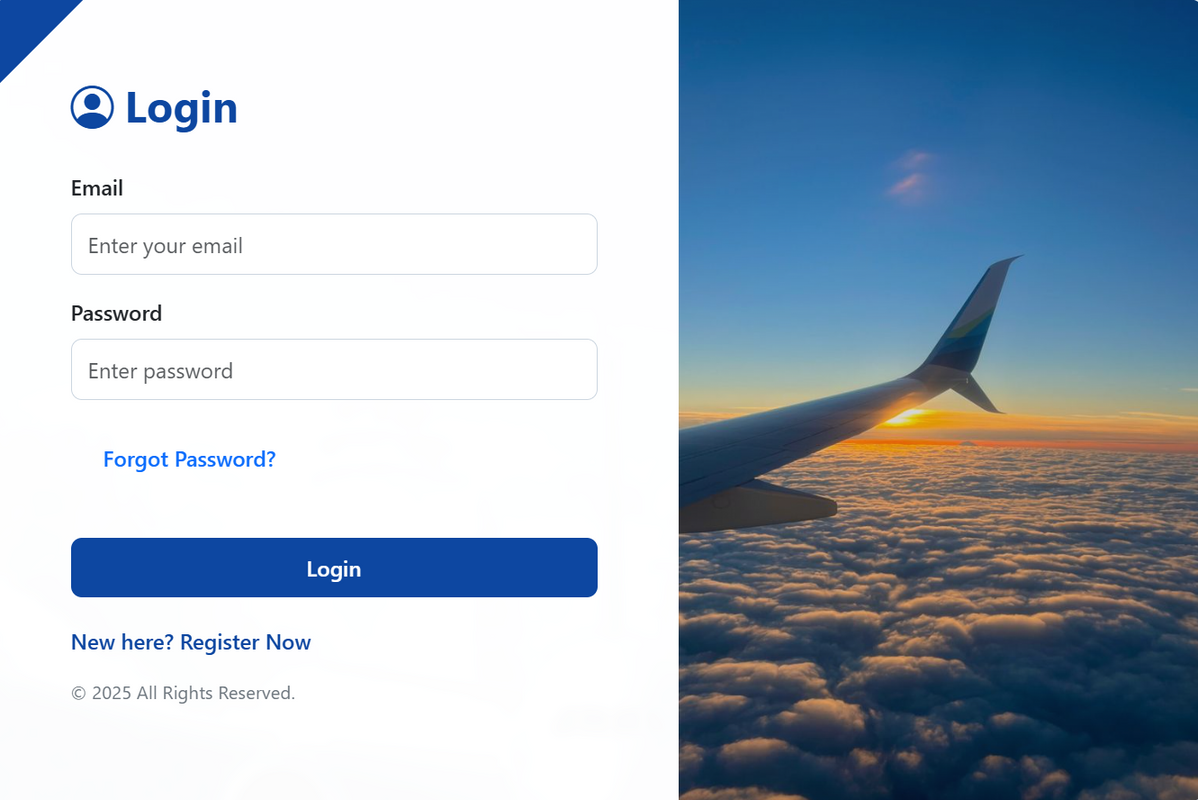 Login
Email
Enter your email
Password
Enter password
Forgot Password?
Login
New here? Register Now
© 2025 All Rights Reserved.